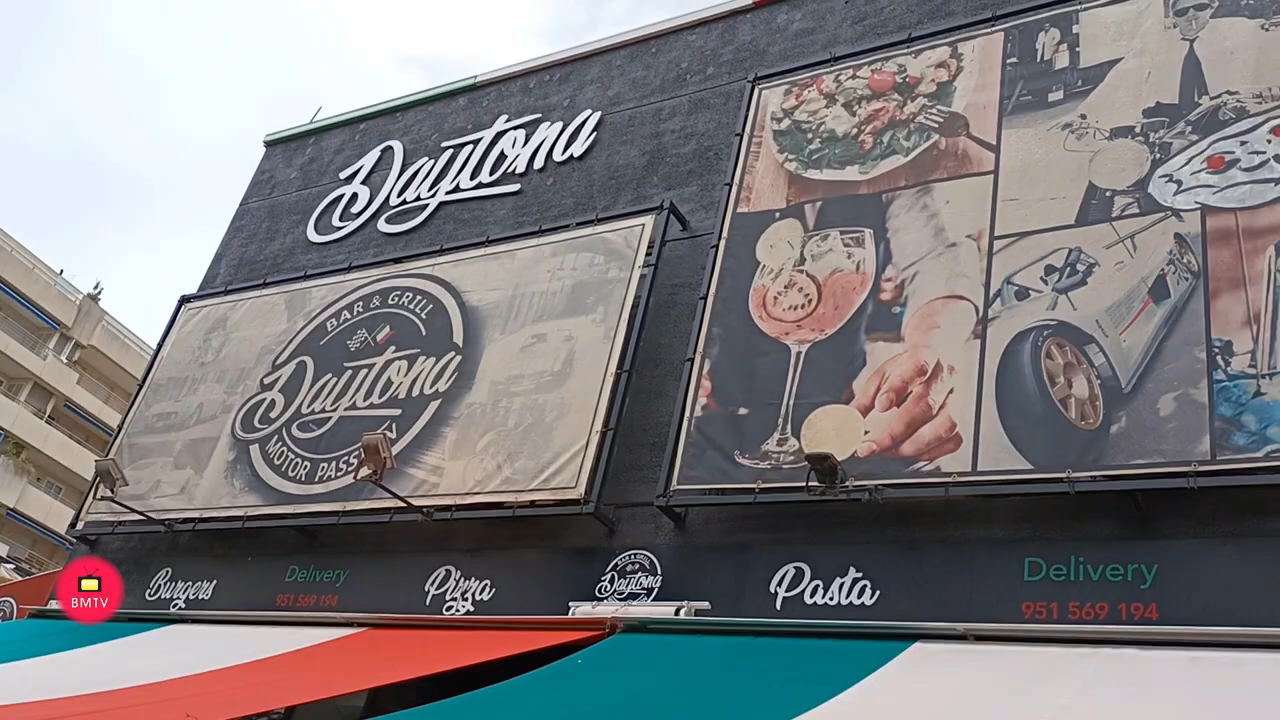 Daytona
BAR & GRILL
Daytona
MOTOR PASSION
Burgers
Delivery
951 569 194
Pizza
BAR & GRILL
Daytona
Pasta
Delivery
951 569 194
BMTV